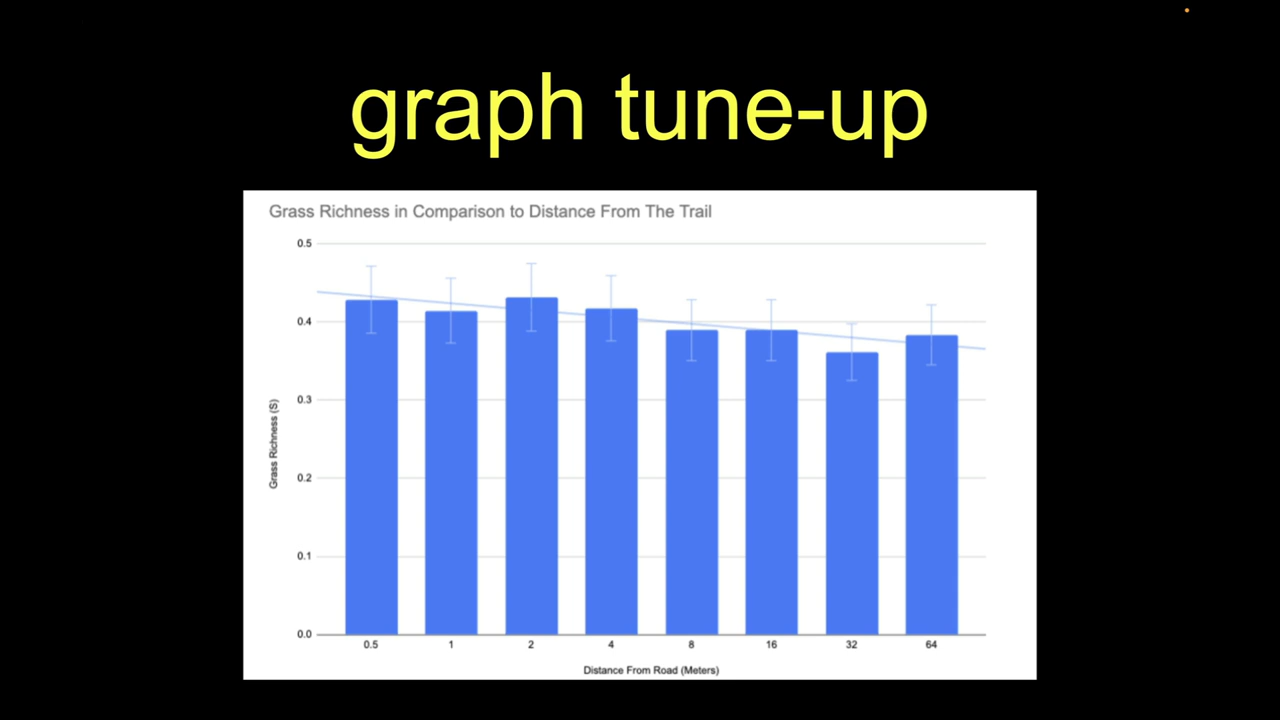 graph tune-up
Grass Richness in Comparison to Distance From The Trail
0.5
0.4
0.3
0.2
0.1
0.0
Grass Richness (S)
0.5 1 2 4 8 16 32 64
Distance From Road (Meters)